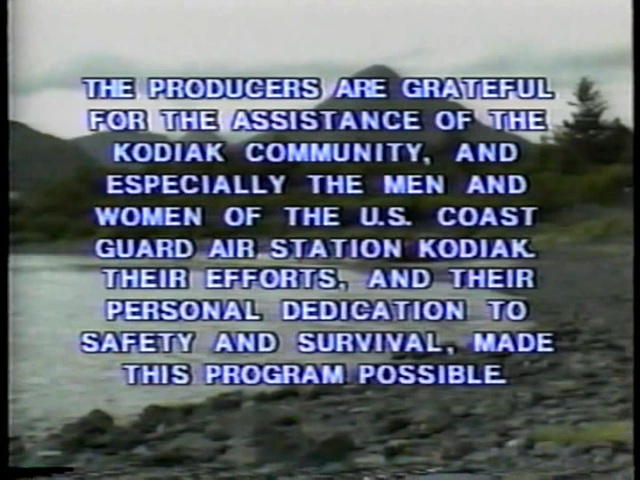 THE PRODUCERS ARE GRATEFUL
FOR THE ASSISTANCE OF THE
KODIAK COMMUNITY, AND
ESPECIALLY THE MEN AND
WOMEN OF THE U.S. COAST
GUARD AIR STATION KODIAK.
THEIR EFFORTS, AND THEIR
PERSONAL DEDICATION TO
SAFETY AND SURVIVAL, MADE
THIS PROGRAM POSSIBLE.